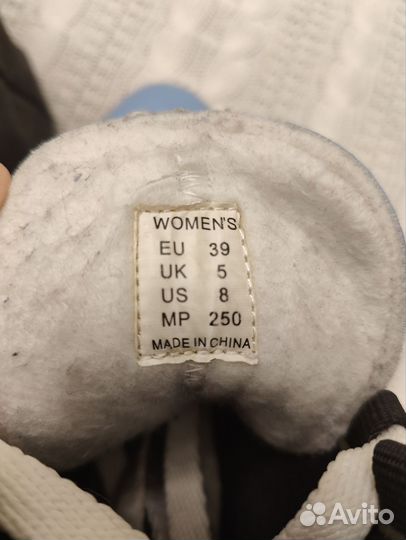 WOMEN'S
EU 39
UK 5
US 8
MP 250
MADE IN CHINA
Avito